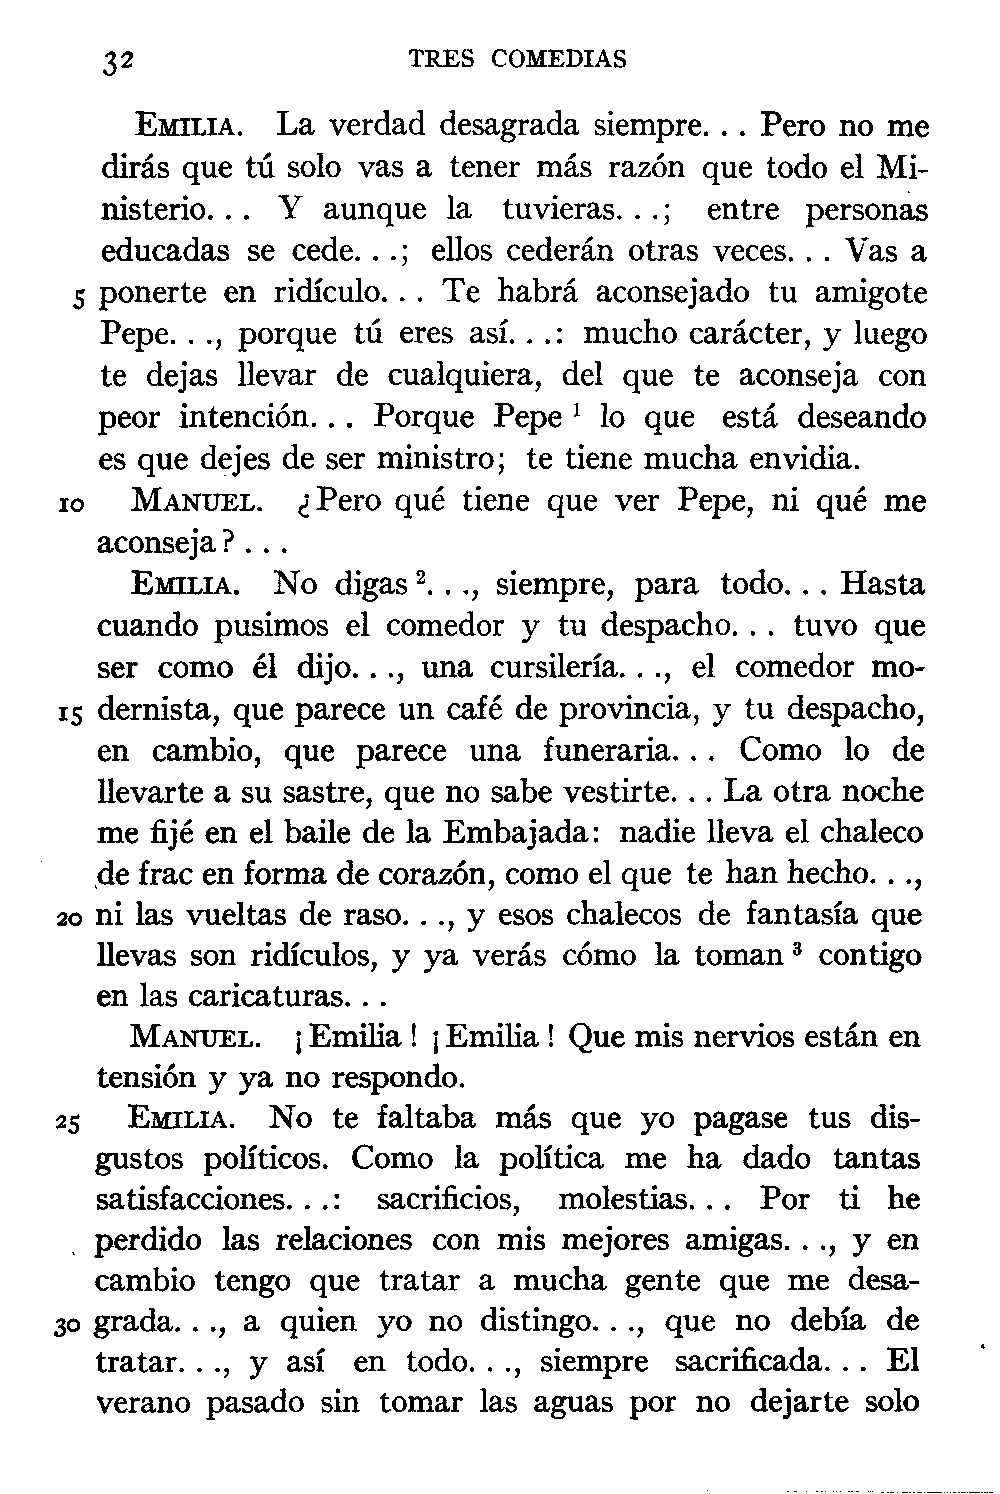 32 TRES COMEDIAS
EMILIA. La verdad desagrada siempre. . . Pero no me
dirás que tú solo vas a tener más razón que todo el Mi-
nisterio. . . Y aunque la tuvieras. . .; entre personas
educadas se cede. . .; ellos cederán otras veces. . . Vas a
5 ponerte en ridículo. . . Te habrá aconsejado tu amigote
Pepe. . ., porque tú eres así. . .: mucho carácter, y luego
te dejas llevar de cualquiera, del que te aconseja con
peor intención. . . Porque Pepe ¹ lo que está deseando
es que dejes de ser ministro; te tiene mucha envidia.
10 MANUEL. ¿Pero qué tiene que ver Pepe, ni qué me
aconseja? . . .
EMILIA. No digas ². . ., siempre, para todo. . . Hasta
cuando pusimos el comedor y tu despacho. . . tuvo que
ser como él dijo. . ., una cursilería. . ., el comedor mo-
15 dernista, que parece un café de provincia, y tu despacho,
en cambio, que parece una funeraria. . . Como lo de
llevarte a su sastre, que no sabe vestirte. . . La otra noche
me fijé en el baile de la Embajada: nadie lleva el chaleco
de frac en forma de corazón, como el que te han hecho. . .,
20 ni las vueltas de raso. . ., y esos chalecos de fantasía que
llevas son ridículos, y ya verás cómo la toman ³ contigo
en las caricaturas. . .
MANUEL. ¡Emilia! ¡Emilia! Que mis nervios están en
tensión y ya no respondo.
25 EMILIA. No te faltaba más que yo pagase tus dis-
gustos políticos. Como la política me ha dado tantas
satisfacciones. . .: sacrificios, molestias. . . Por ti he
perdido las relaciones con mis mejores amigas. . ., y en
cambio tengo que tratar a mucha gente que me desa-
30 grada. . ., a quien yo no distingo. . ., que no debía de
tratar. . ., y así en todo. . ., siempre sacrificada. . . El
verano pasado sin tomar las aguas por no dejarte solo